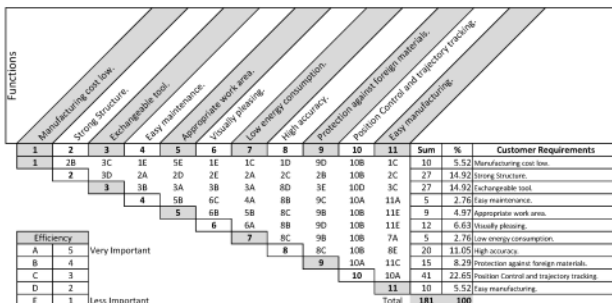 Functions
Manufacturing cost low.
Strong Structure.
Exchangeable tool.
Easy maintenance.
Appropriate work area.
Visually pleasing.
Low energy consumption.
High accuracy.
Protection against foreign materials.
Position Control and trajectory tracking.
Easy manufacturing.
1 2 3 4 5 6 7 8 9 10 11 Sum % Customer Requirements
1 2B 3C 1E 5E 1E 1C 1D 9D 10B 1C 10 5.52 Manufacturing cost low.
2 3D 2A 2D 2E 2A 2C 2B 10B 2C 27 14.92 Strong Structure.
3 3B 3A 3B 3A 8D 3E 10D 3C 27 14.92 Exchangeable tool.
4 5B 6C 4A 8B 9C 10A 11A 5 2.76 Easy maintenance.
5 6B 5B 8C 9B 10B 11E 9 4.97 Appropriate work area.
6 6A 8B 9D 10B 11E 12 6.63 Visually pleasing.
Efficiency 7 8C 9B 10B 7A 5 2.76 Low energy consumption.
A 5 Very Important 8 8C 10B 8E 20 11.05 High accuracy.
B 4 9 10A 11C 15 8.29 Protection against foreign materials.
C 3 10 10A 41 22.65 Position Control and trajectory tracking.
D 2 11 10 5.52 Easy manufacturing.
E 1 Less Important Total 181 100